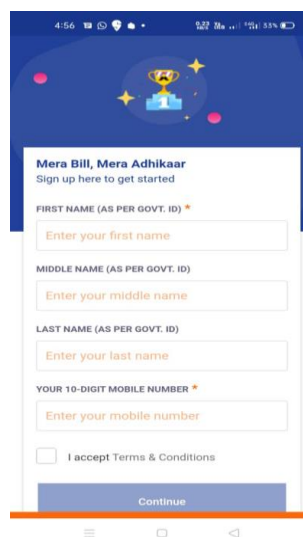 4:56
33%
Mera Bill, Mera Adhikaar
Sign up here to get started
FIRST NAME (AS PER GOVT. ID) *
Enter your first name
MIDDLE NAME (AS PER GOVT. ID)
Enter your middle name
LAST NAME (AS PER GOVT. ID)
Enter your last name
YOUR 10-DIGIT MOBILE NUMBER *
Enter your mobile number
I accept Terms & Conditions
Continue